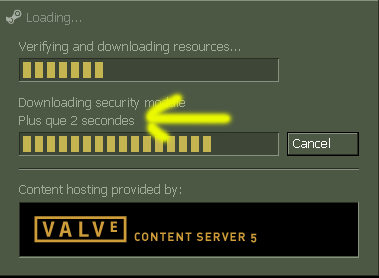 Loading...
Verifying and downloading resources...
Downloading security module
Plus que 2 secondes
Cancel
Content hosting provided by:
VALVE CONTENT SERVER 5